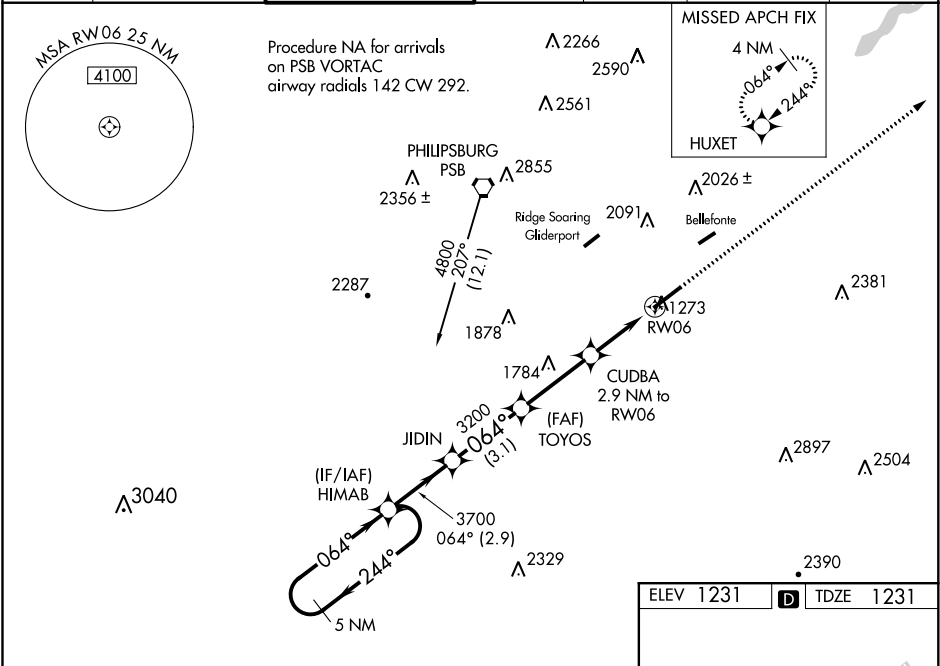 MSA RW06 25 NM
4100
Procedure NA for arrivals
on PSB VORTAC
airway radials 142 CW 292.
2266
2590
2561
MISSED APCH FIX
4 NM
064°
244°
HUXET
PHILIPSBURG
PSB
2855
2356 ±
2026 ±
2091
Ridge Soaring
Gliderport
Bellefonte
4800
207°
(12.1)
2287
2381
1878
1273
RW06
1784
CUDBA
2.9 NM to
RW06
3200
064°
(3.1)
(FAF)
TOYOS
JIDIN
(IF/IAF)
HIMAB
2897
2504
3040
3700
064° (2.9)
064°
244°
2329
2390
5 NM
ELEV 1231
D
TDZE 1231